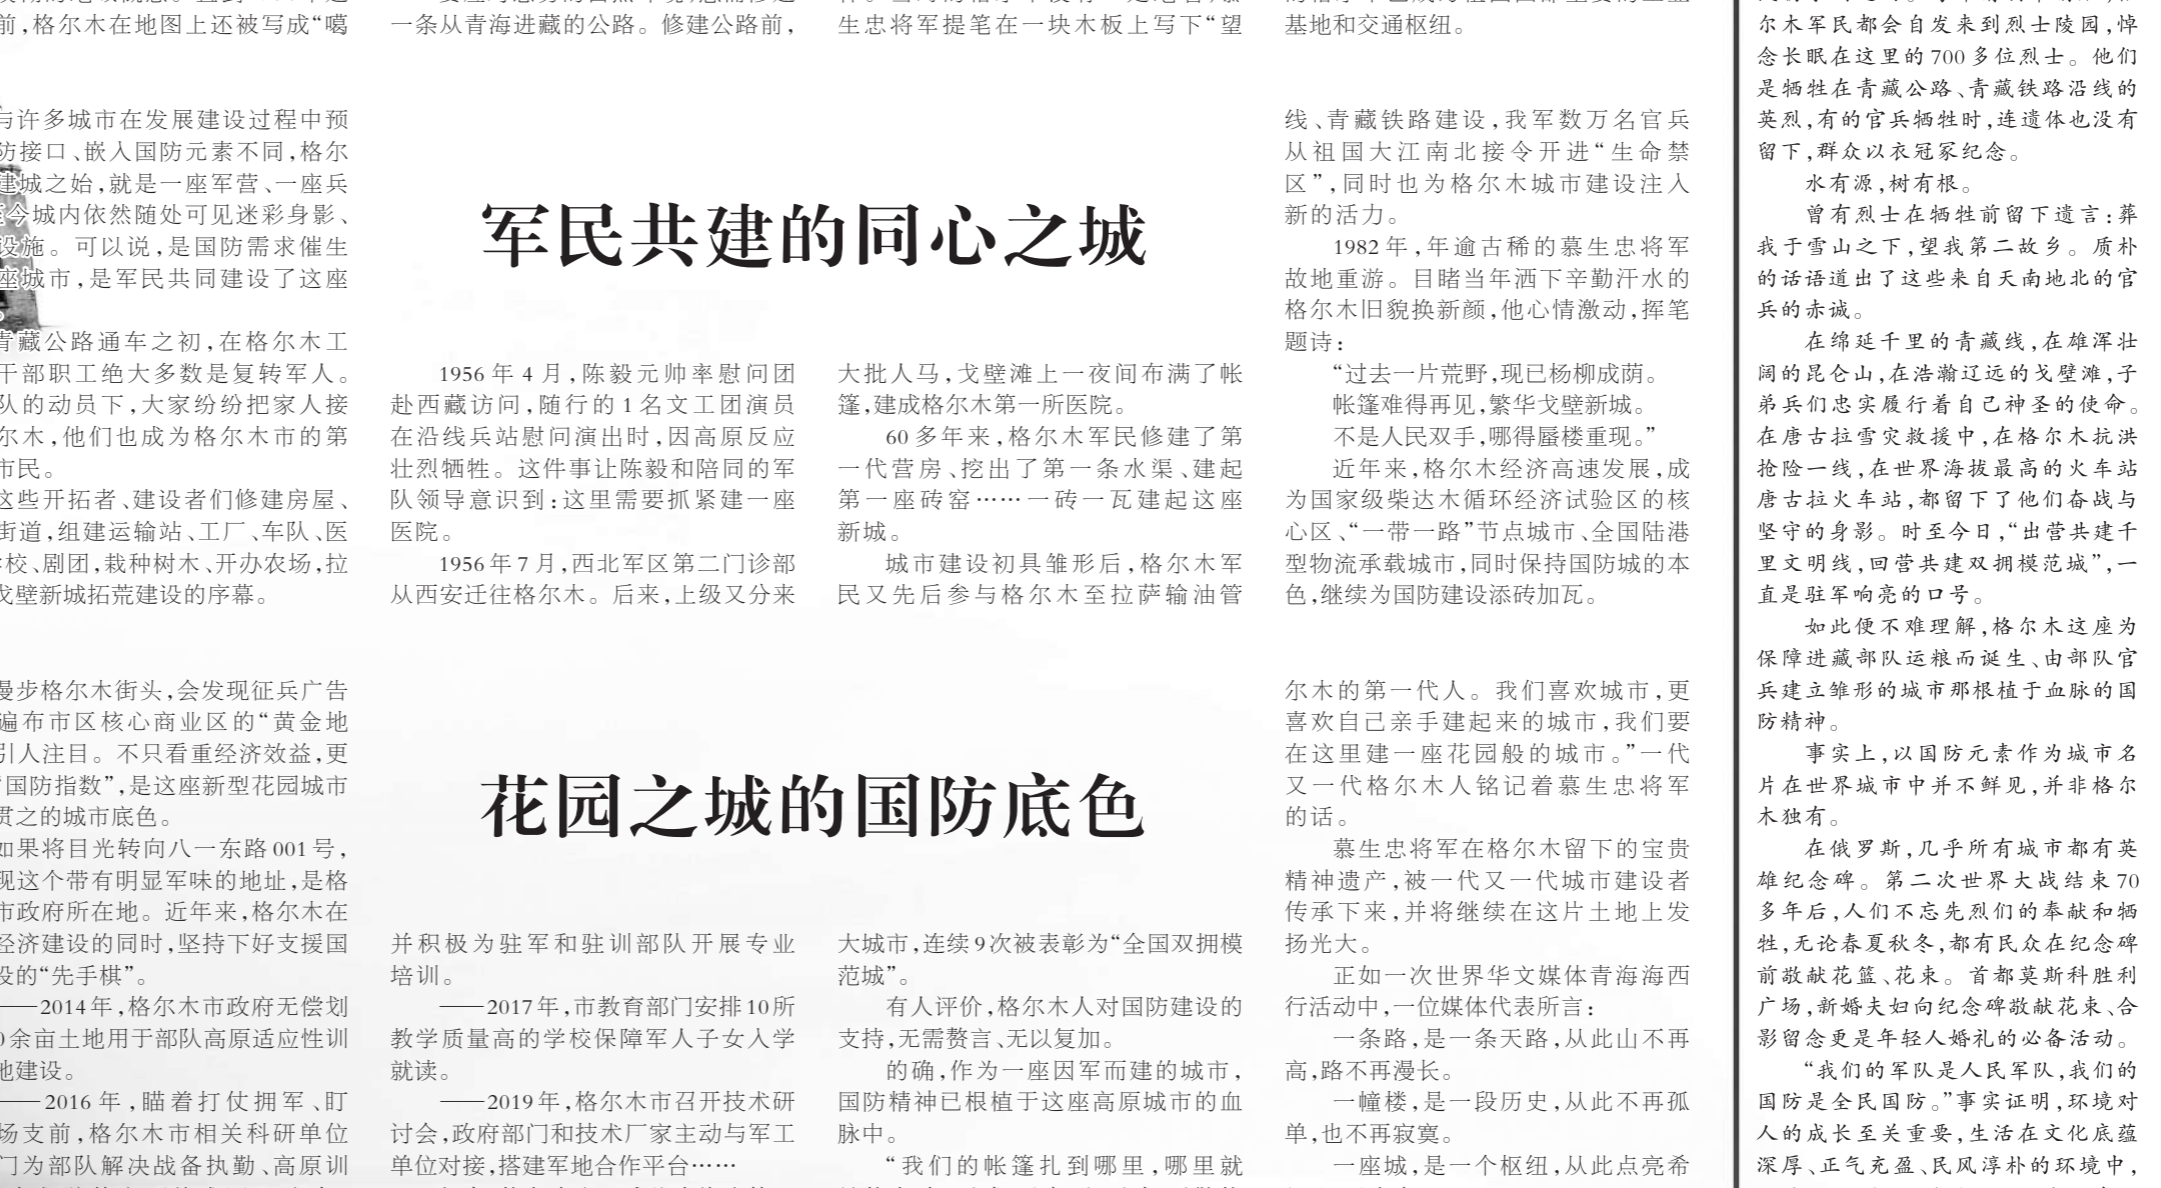 前,格尔木在地图上还被写成“噶
一条从青海进藏的公路。修建公路前,
生忠将军提笔在一块木板上写下“望
基地和交通枢纽。
与许多城市在发展建设过程中预
防接口、嵌入国防元素不同,格尔
建城之始,就是一座军营、一座兵
至今城内依然随处可见迷彩身影、
设施。可以说,是国防需求催生
座城市,是军民共同建设了这座
青藏公路通车之初,在格尔木工
干部职工绝大多数是复转军人。
队的动员下,大家纷纷把家人接
尔木,他们也成为格尔木市的第
市民。
这些开拓者、建设者们修建房屋、
街道,组建运输站、工厂、车队、医
校、剧团,栽种树木、开办农场,拉
戈壁新城拓荒建设的序幕。
军民共建的同心之城
1956年4月,陈毅元帅率慰问团
赴西藏访问,随行的1名文工团演员
在沿线兵站慰问演出时,因高原反应
壮烈牺牲。这件事让陈毅和陪同的军
队领导意识到:这里需要抓紧建一座
医院。
1956年7月,西北军区第二门诊部
从西安迁往格尔木。后来,上级又分来
大批人马,戈壁滩上一夜间布满了帐
篷,建成格尔木第一所医院。
60多年来,格尔木军民修建了第
一代营房、挖出了第一条水渠、建起
第一座砖窑……一砖一瓦建起这座
新城。
城市建设初具雏形后,格尔木军
民又先后参与格尔木至拉萨输油管
线、青藏铁路建设,我军数万名官兵
从祖国大江南北接令开进“生命禁
区”,同时也为格尔木城市建设注入
新的活力。
1982年,年逾古稀的慕生忠将军
故地重游。目睹当年洒下辛勤汗水的
格尔木旧貌换新颜,他心情激动,挥笔
题诗:
“过去一片荒野,现已杨柳成荫。
帐篷难得再见,繁华戈壁新城。
不是人民双手,哪得蜃楼重现。”
近年来,格尔木经济高速发展,成
为国家级柴达木循环经济试验区的核
心区、“一带一路”节点城市、全国陆港
型物流承载城市,同时保持国防城的本
色,继续为国防建设添砖加瓦。
漫步格尔木街头,会发现征兵广告
遍布市区核心商业区的“黄金地
引人注目。不只看重经济效益,更
“国防指数”,是这座新型花园城市
贯之的城市底色。
如果将目光转向八一东路001号,
现这个带有明显军味的地址,是格
市政府所在地。近年来,格尔木在
经济建设的同时,坚持下好支援国
设的“先手棋”。
——2014年,格尔木市政府无偿划
0余亩土地用于部队高原适应性训
地建设。
——2016年,瞄着打仗拥军、盯
场支前,格尔木市相关科研单位
门为部队解决战备执勤、高原训
花园之城的国防底色
并积极为驻军和驻训部队开展专业
培训。
——2017年,市教育部门安排10所
教学质量高的学校保障军人子女入学
就读。
——2019年,格尔木市召开技术研
讨会,政府部门和技术厂家主动与军工
单位对接,搭建军地合作平台……
大城市,连续9次被表彰为“全国双拥模
范城”。
有人评价,格尔木人对国防建设的
支持,无需赘言、无以复加。
的确,作为一座因军而建的城市,
国防精神已根植于这座高原城市的血
脉中。
“我们的帐篷扎到哪里,哪里就
尔木的第一代人。我们喜欢城市,更
喜欢自己亲手建起来的城市,我们要
在这里建一座花园般的城市。”一代
又一代格尔木人铭记着慕生忠将军
的话。
慕生忠将军在格尔木留下的宝贵
精神遗产,被一代又一代城市建设者
传承下来,并将继续在这片土地上发
扬光大。
正如一次世界华文媒体青海海西
行活动中,一位媒体代表所言:
一条路,是一条天路,从此山不再
高,路不再漫长。
一幢楼,是一段历史,从此不再孤
单,也不再寂寞。
一座城,是一个枢纽,从此点亮希
尔木军民都会自发来到烈士陵园,悼
念长眠在这里的700多位烈士。他们
是牺牲在青藏公路、青藏铁路沿线的
英烈,有的官兵牺牲时,连遗体也没有
留下,群众以衣冠冢纪念。
水有源,树有根。
曾有烈士在牺牲前留下遗言:葬
我于雪山之下,望我第二故乡。质朴
的话语道出了这些来自天南地北的官
兵的赤诚。
在绵延千里的青藏线,在雄浑壮
阔的昆仑山,在浩瀚辽远的戈壁滩,子
弟兵们忠实履行着自己神圣的使命。
在唐古拉雪灾救援中,在格尔木抗洪
抢险一线,在世界海拔最高的火车站
唐古拉火车站,都留下了他们奋战与
坚守的身影。时至今日,“出营共建千
里文明线,回营共建双拥模范城”,一
直是驻军响亮的口号。
如此便不难理解,格尔木这座为
保障进藏部队运粮而诞生、由部队官
兵建立雏形的城市那根植于血脉的国
防精神。
事实上,以国防元素作为城市名
片在世界城市中并不鲜见,并非格尔
木独有。
在俄罗斯,几乎所有城市都有英
雄纪念碑。第二次世界大战结束70
多年后,人们不忘先烈们的奉献和牺
牲,无论春夏秋冬,都有民众在纪念碑
前敬献花篮、花束。首都莫斯科胜利
广场,新婚夫妇向纪念碑敬献花束、合
影留念更是年轻人婚礼的必备活动。
“我们的军队是人民军队,我们的
国防是全民国防。”事实证明,环境对
人的成长至关重要,生活在文化底蕴
深厚、正气充盈、民风淳朴的环境中,